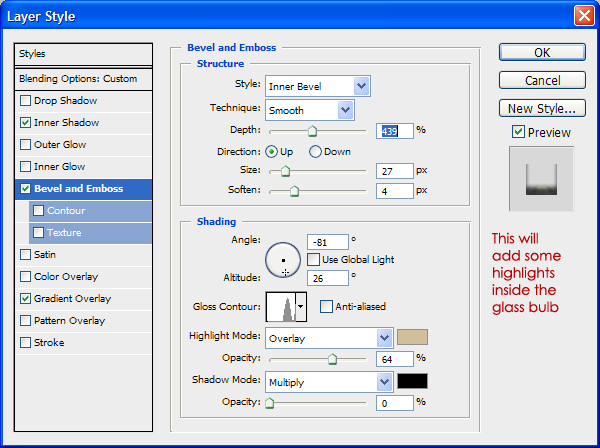 Layer Style
Styles
Blending Options: Custom
Drop Shadow
Inner Shadow
Outer Glow
Inner Glow
Bevel and Emboss
Contour
Texture
Satin
Color Overlay
Gradient Overlay
Pattern Overlay
Stroke
Bevel and Emboss
Structure
Style: Inner Bevel
Technique: Smooth
Depth: 439 %
Direction: Up Down
Size: 27 px
Soften: 4 px
Shading
Angle: -81 °
Use Global Light
Altitude: 26 °
Gloss Contour: Anti-aliased
Highlight Mode: Overlay
Opacity: 64 %
Shadow Mode: Multiply
Opacity: 0 %
OK
Cancel
New Style...
Preview
This will
add some
highlights
inside the
glass bulb